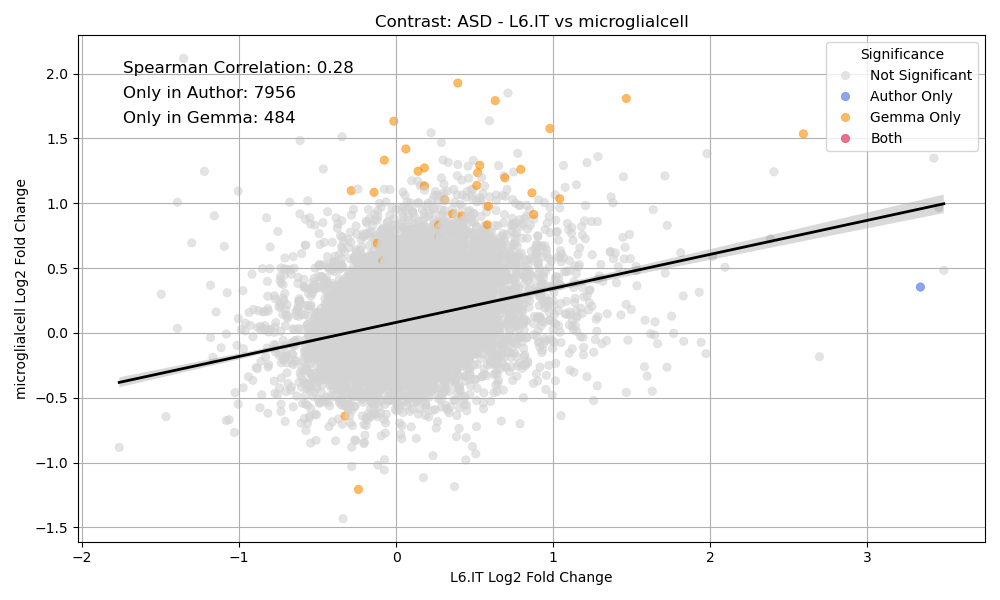 Contrast: ASD - L6.IT vs microglialcell
Spearman Correlation: 0.28
Only in Author: 7956
Only in Gemma: 484
Significance
Not Significant
Author Only
Gemma Only
Both
microglialcell Log2 Fold Change
2.0
1.5
1.0
0.5
0.0
−0.5
−1.0
−1.5
−2
−1
0
1
2
3
L6.IT Log2 Fold Change